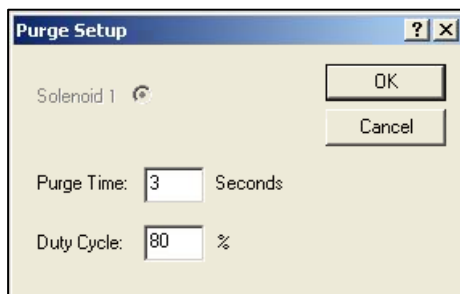 Purge Setup
Solenoid 1
OK
Cancel
Purge Time: 3 Seconds
Duty Cycle: 80 %